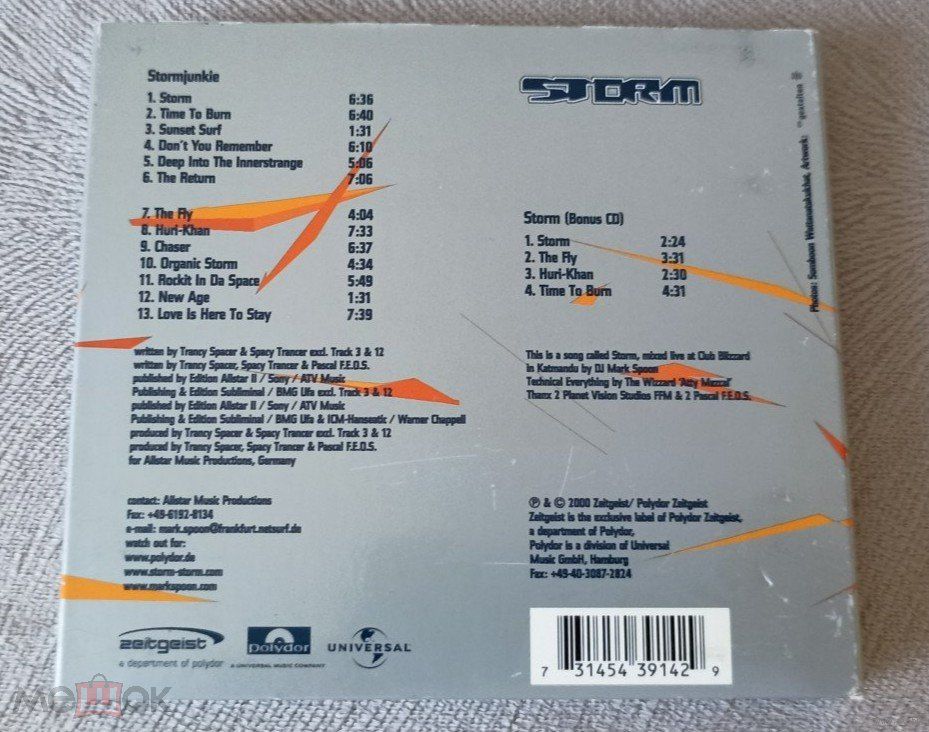 Stormjunkie
1. Storm 6:36
2. Time To Burn 6:40
3. Sunset Surf 1:31
4. Don't You Remember 6:10
5. Deep Into The Innerstrange 5:06
6. The Return 7:06
7. The Fly 4:04
8. Huri-Khan 7:33
9. Chaser 6:37
10. Organic Storm 4:34
11. Rockit In Da Space 5:49
12. New Age 1:31
13. Love Is Here To Stay 7:39
written by Trancy Spacer & Spacy Trancer excl. Track 3 & 12
written by Trancy Spacer, Spacy Trancer & Pascal F.E.O.S.
published by Edition Allstar II / Sony / ATV Music
Publishing & Edition Subliminal / BMG Ufa excl. Track 3 & 12
published by Edition Allstar II / Sony / ATV Music
Publishing & Edition Subliminal / BMG Ufa & ICM-Hanseatic / Warner Chappell
produced by Trancy Spacer & Spacy Trancer excl. Track 3 & 12
produced by Trancy Spacer, Spacy Trancer & Pascal F.E.O.S.
for Allstar Music Productions, Germany
contact: Allstar Music Productions
Fax: +49-6192-8134
e-mail: mark.spoon@frankfurt.netsurf.de
watch out for:
www.polydor.de
www.storm-storm.com
www.markspoon.com
zeitgeist
a department of polydor
polydor
A UNIVERSAL MUSIC COMPANY
UNIVERSAL
STORM
Storm (Bonus CD)
1. Storm 2:24
2. The Fly 3:31
3. Huri-Khan 2:30
4. Time To Burn 4:31
This is a song called Storm, mixed live at Club Blizzard
in Katmandu by DJ Mark Spoon
Technical Everything by The Wizzard 'Atty Muzzaf'
Thanx 2 Planet Vision Studios FFM & 2 Pascal F.E.O.S.
℗ & © 2000 Zeitgeist/ Polydor Zeitgeist
Zeitgeist is the exclusive label of Polydor Zeitgeist,
a department of Polydor,
Polydor is a division of Universal
Music GmbH, Hamburg
Fax: +49-40-3087-2824
7 31454 39142 9
Photos: Artwork: gestalten
мешок